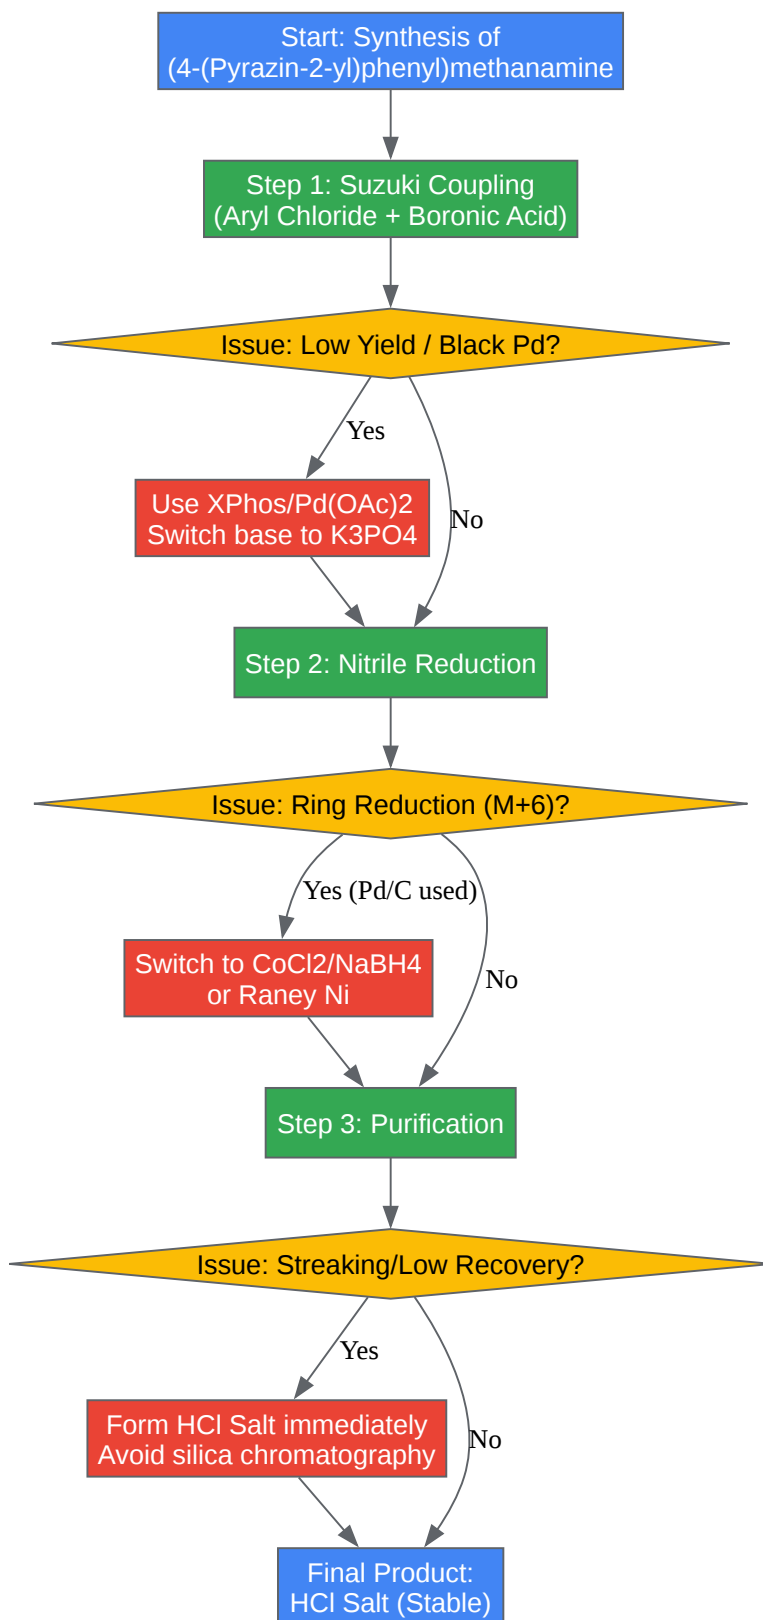 Start: Synthesis of
(4-(Pyrazin-2-yl)phenyl)methanamine
Step 1: Suzuki Coupling
(Aryl Chloride + Boronic Acid)
Issue: Low Yield / Black Pd?
Yes
Use XPhos/Pd(OAc)2
Switch base to K3PO4
No
Step 2: Nitrile Reduction
Issue: Ring Reduction (M+6)?
Yes (Pd/C used)
Switch to CoCl2/NaBH4
or Raney Ni
No
Step 3: Purification
Issue: Streaking/Low Recovery?
Yes
Form HCl Salt immediately
Avoid silica chromatography
No
Final Product:
HCl Salt (Stable)